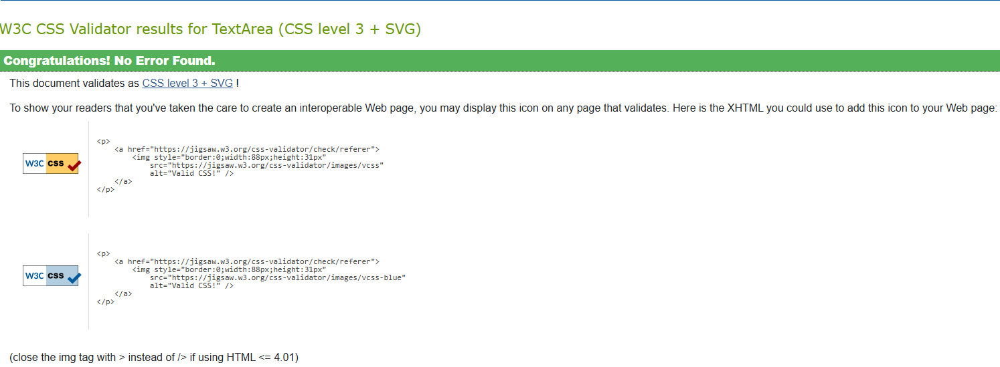 W3C CSS Validator results for TextArea (CSS level 3 + SVG)
Congratulations! No Error Found.
This document validates as CSS level 3 + SVG !
To show your readers that you've taken the care to create an interoperable Web page, you may display this icon on any page that validates. Here is the XHTML you could use to add this icon to your Web page:
W3C css
<p>
    <a href="https://jigsaw.w3.org/css-validator/check/referer">
        <img style="border:0;width:88px;height:31px"
            src="https://jigsaw.w3.org/css-validator/images/vcss"
            alt="Valid CSS!" />
    </a>
</p>
W3C css
<p>
    <a href="https://jigsaw.w3.org/css-validator/check/referer">
        <img style="border:0;width:88px;height:31px"
            src="https://jigsaw.w3.org/css-validator/images/vcss-blue"
            alt="Valid CSS!" />
    </a>
</p>
(close the img tag with > instead of /> if using HTML <= 4.01)